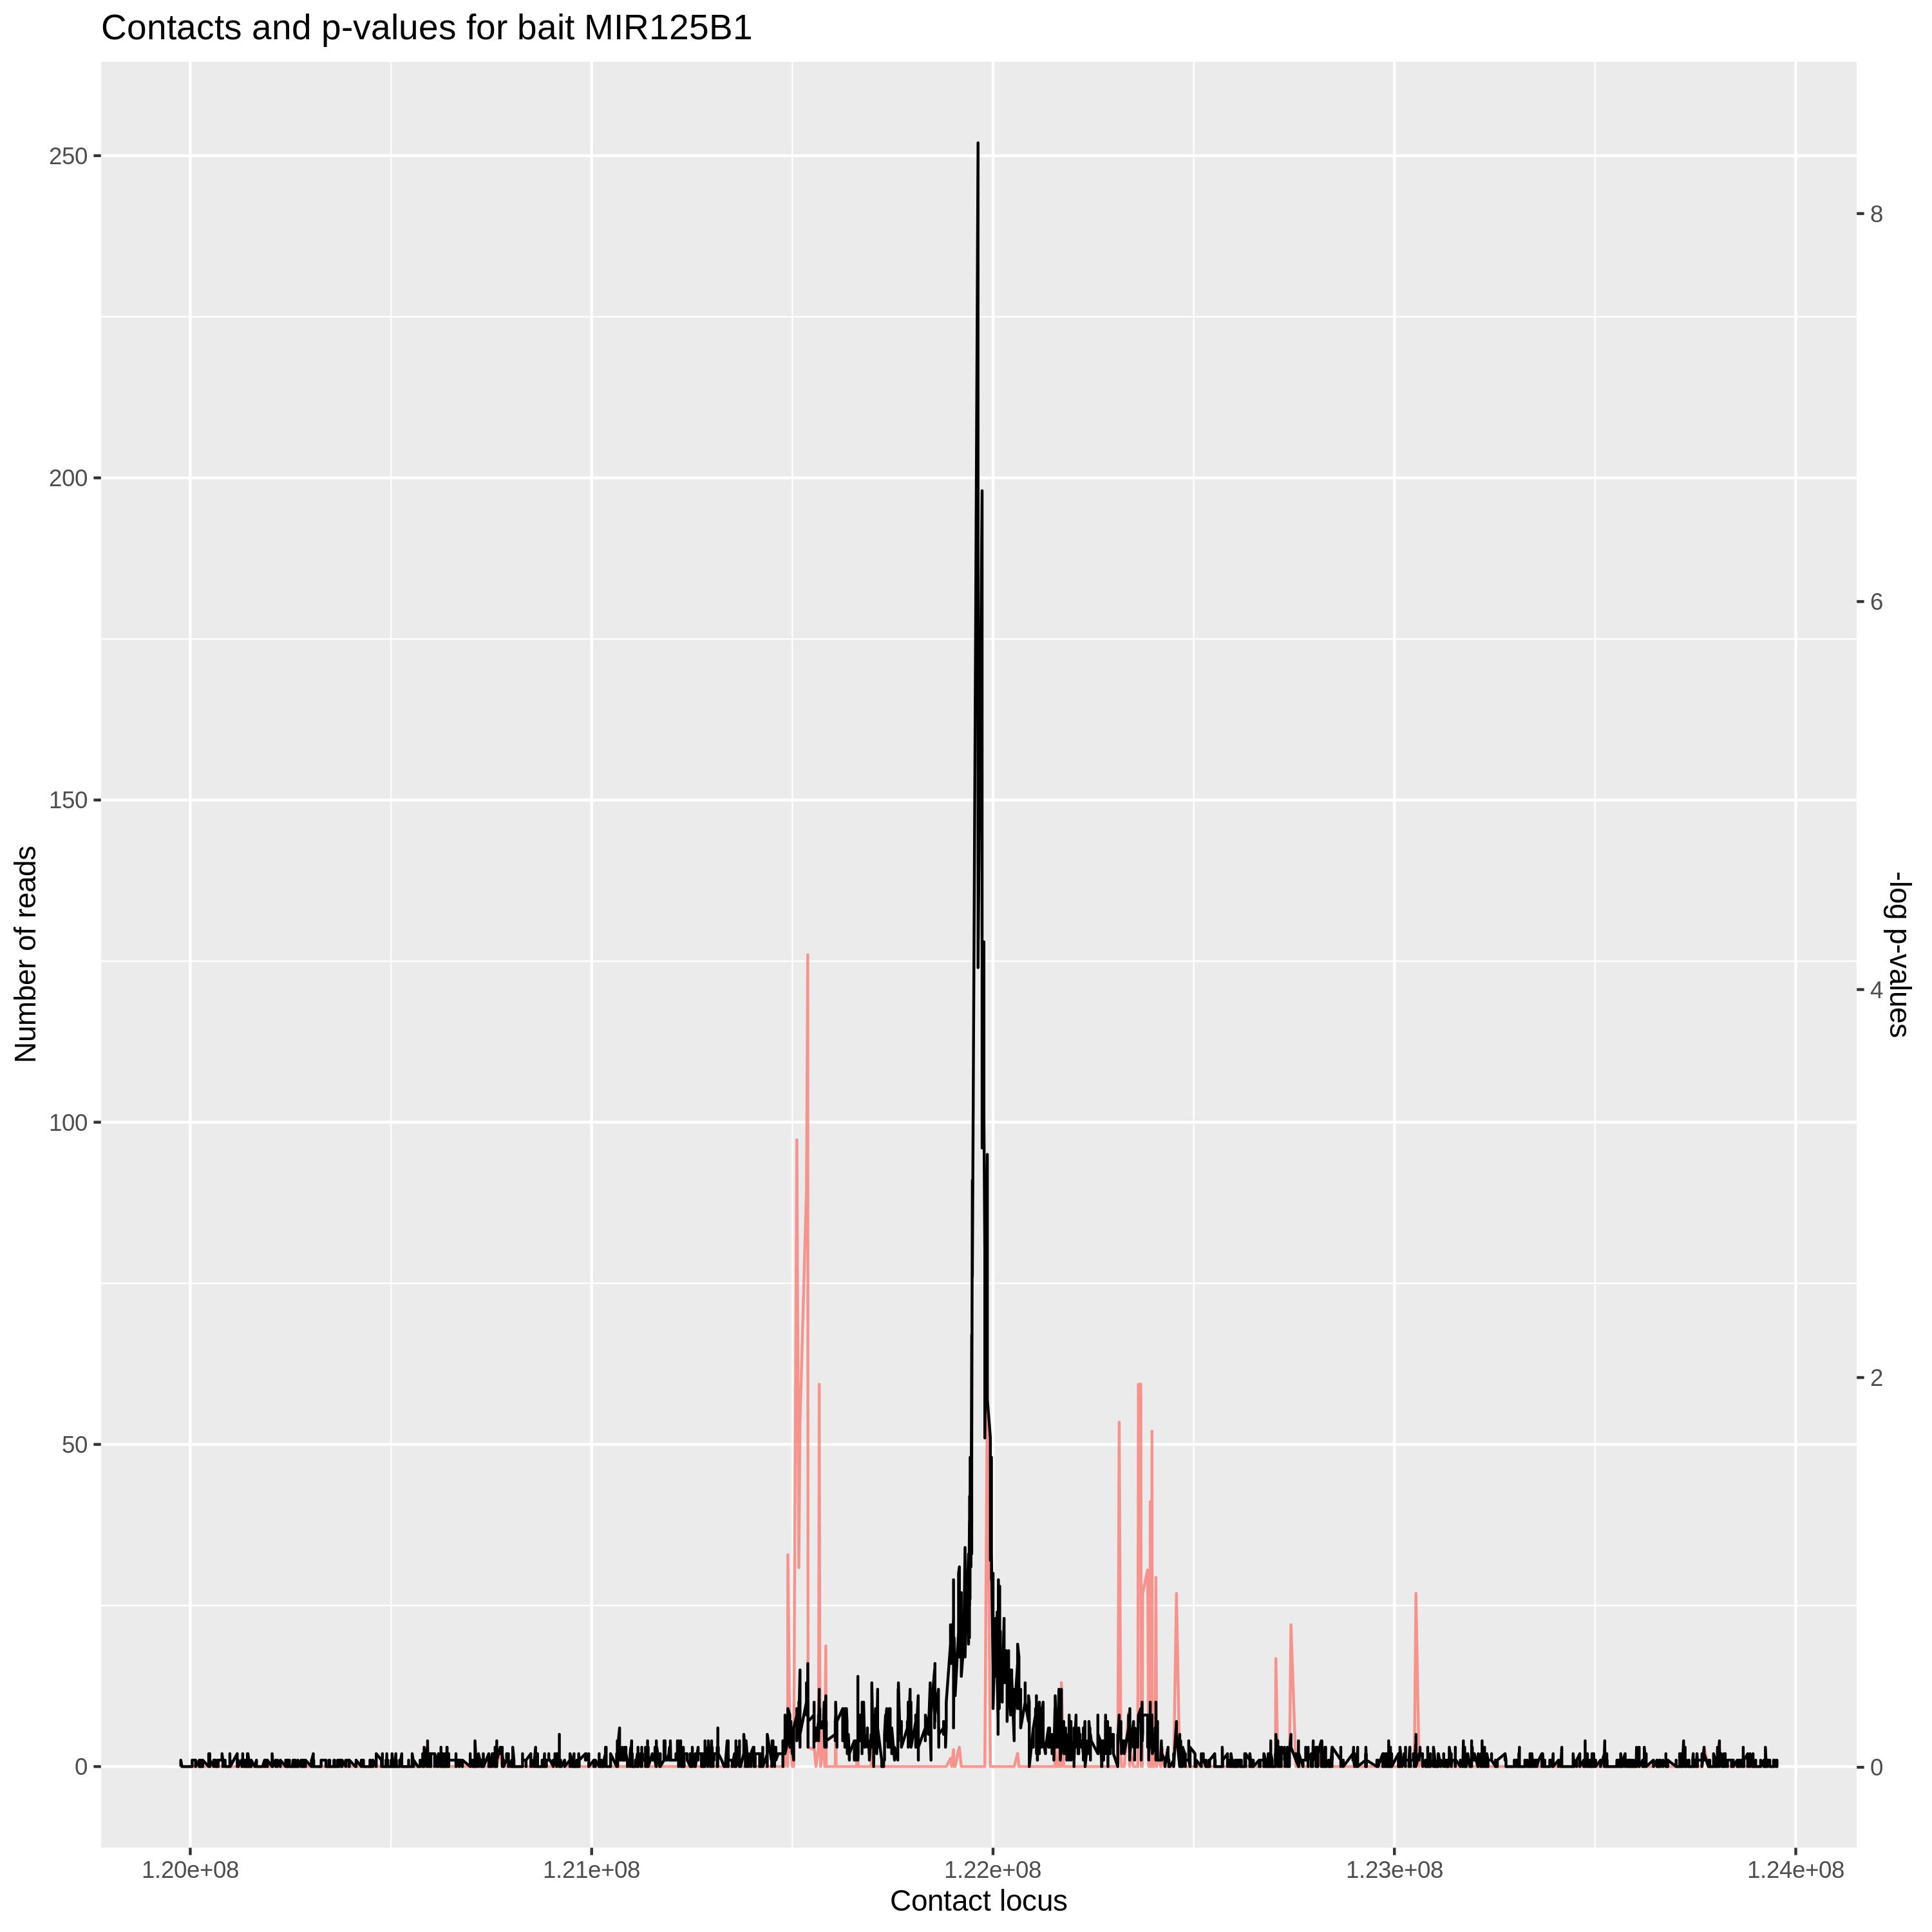 Contacts and p-values for bait MIR125B1
250
200
150
100
50
0
Number of reads
8
6
4
2
0
-log p-values
1.20e+08
1.21e+08
1.22e+08
1.23e+08
1.24e+08
Contact locus